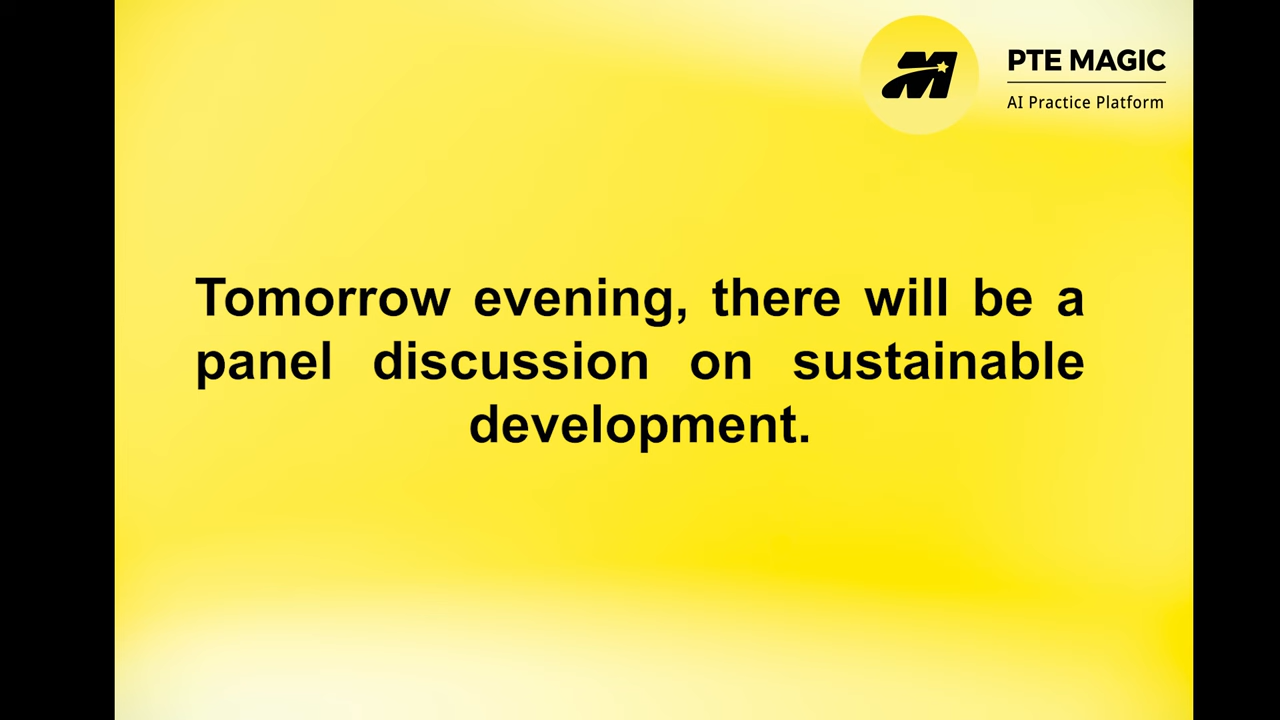 PTE MAGIC
AI Practice Platform
Tomorrow evening, there will be a
panel discussion on sustainable
development.